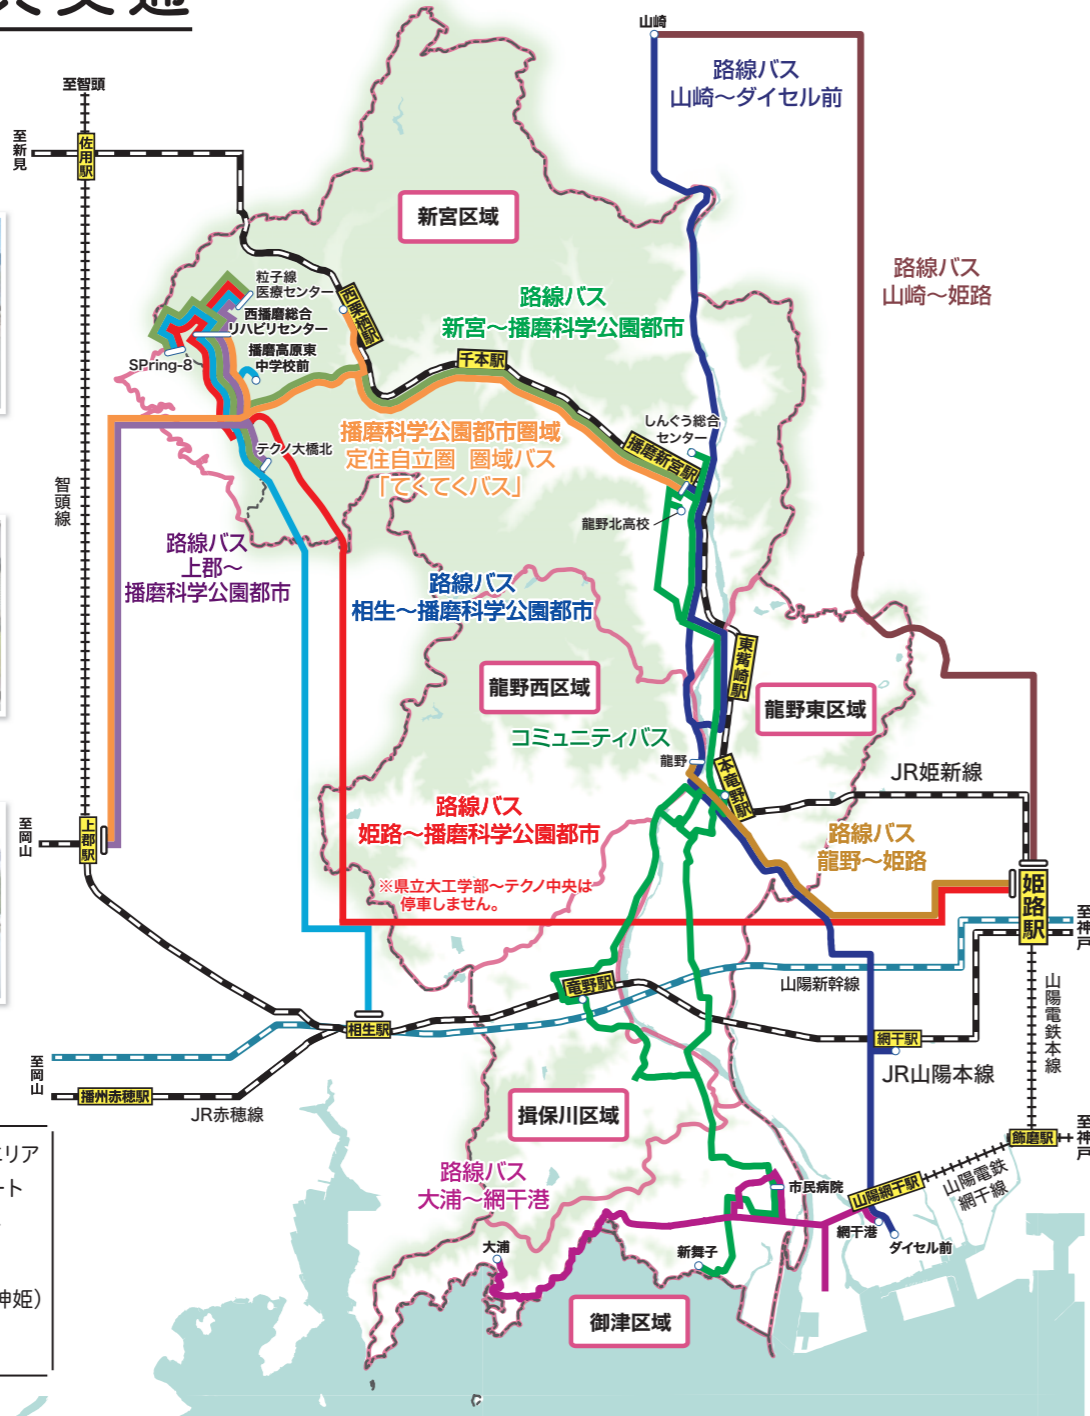 山崎
路線バス
山崎～ダイセル前
至智頭
至新見
佐用駅
新宮区域
路線バス
山崎～姫路
粒子線
医療センター
西播磨総合
リハビリセンター
播磨高原東
中学校前
SPring-8
西栗栖駅
路線バス
新宮～播磨科学公園都市
千本駅
しんぐう総合
センター
播磨新宮駅
播磨科学公園都市圏域
定住自立圏 圏域バス
「てくてくバス」
テクノ大橋北
龍野北高校
智頭線
路線バス
上郡～
播磨科学公園都市
路線バス
相生～播磨科学公園都市
東觜崎駅
龍野西区域
龍野東区域
コミュニティバス
龍野
本竜野駅
JR姫新線
路線バス
姫路～播磨科学公園都市
路線バス
龍野～姫路
※県立大工学部～テクノ中央は
停車しません。
至岡山
上郡駅
姫路駅
至神戸
竜野駅
山陽新幹線
山陽電鉄本線
相生駅
網干駅
JR山陽本線
至岡山
播州赤穂駅
JR赤穂線
揖保川区域
飾磨駅
至神戸
エリア
ート
路線バス
大浦～網干港
市民病院
山陽網干駅
山陽電鉄
網干線
網干港
ダイセル前
大浦
新舞子
神姫）
御津区域